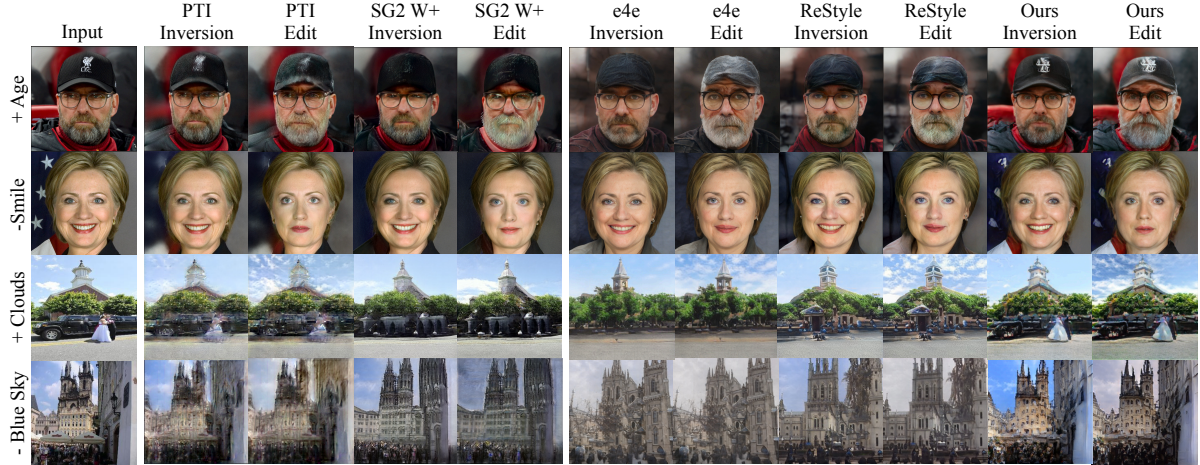 Input
PTI
Inversion
PTI
Edit
SG2 W+
Inversion
SG2 W+
Edit
e4e
Inversion
e4e
Edit
ReStyle
Inversion
ReStyle
Edit
Ours
Inversion
Ours
Edit
+ Age
-Smile
+ Clouds
- Blue Sky